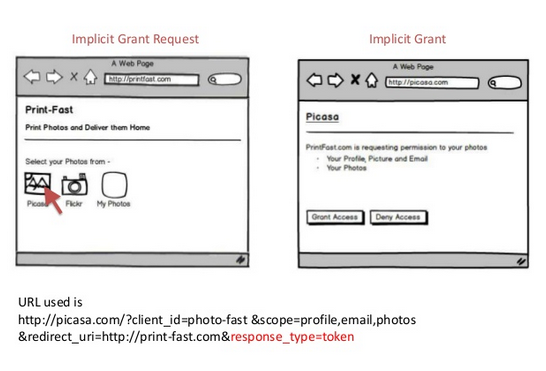 Implicit Grant Request
Implicit Grant
A Web Page
http://printfast.com
Print-Fast
Print Photos and Deliver them Home
Select your Photos from -
Picasa Flickr My Photos
A Web Page
http://picasa.com
Picasa
PrintFast.com is requesting permission to your photos
- Your Profile, Picture and Email
- Your Photos
Grant Access Deny Access
URL used is
http://picasa.com/?client_id=photo-fast &scope=profile,email,photos
&redirect_uri=http://print-fast.com&response_type=token